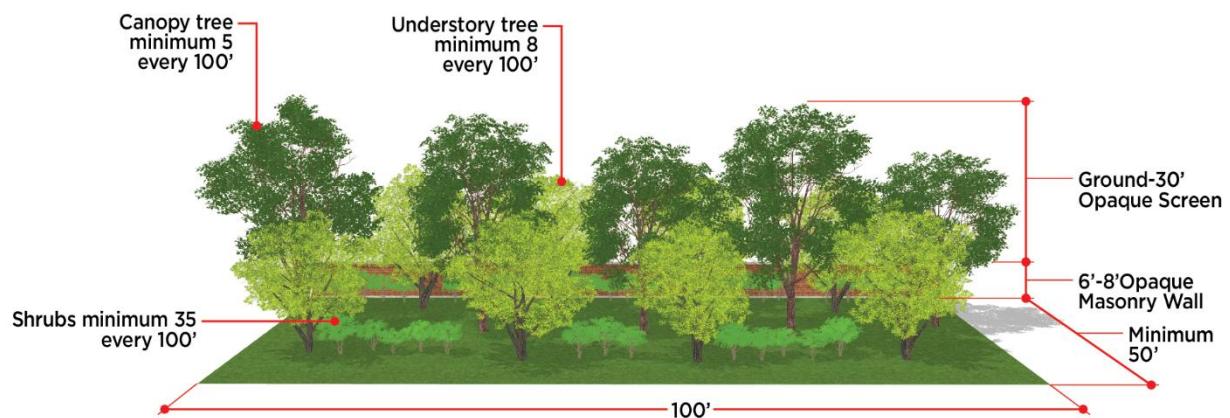 Canopy tree
minimum 5
every 100’
Understory tree
minimum 8
every 100’
Ground-30’
Opaque Screen
6’-8’Opaque
Masonry Wall
Shrubs minimum 35
every 100’
Minimum
50’
100’